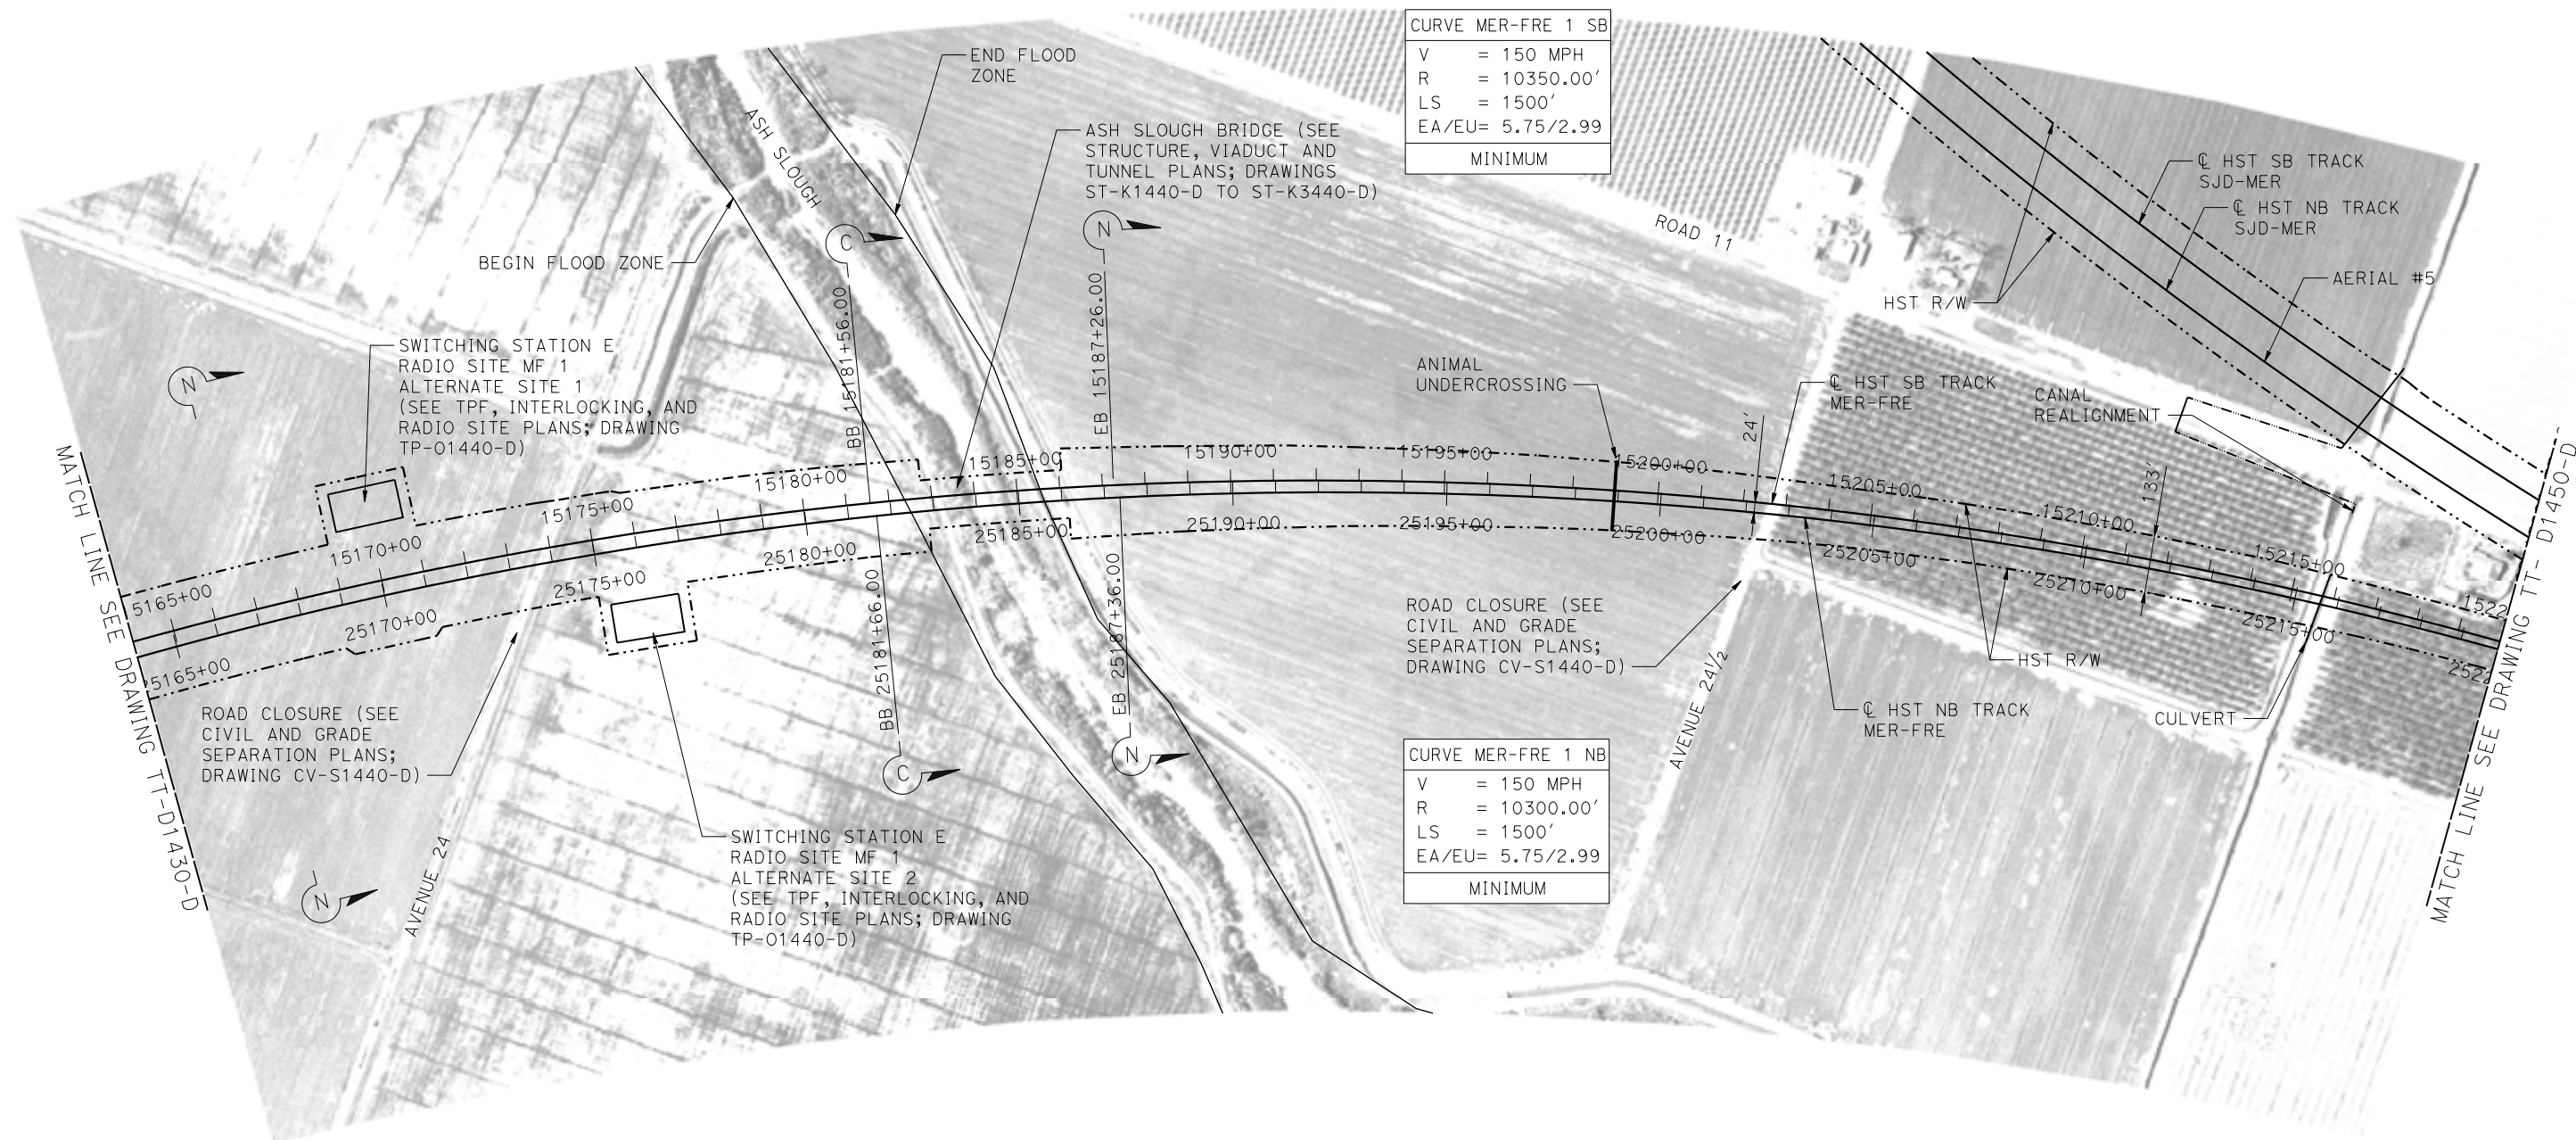 CURVE MER-FRE 1 SB
V = 150 MPH
R = 10350.00′
LS = 1500′
EA/EU= 5.75/2.99
MINIMUM
END FLOOD
ZONE
ASH SLOUGH
ASH SLOUGH BRIDGE (SEE
STRUCTURE, VIADUCT AND
TUNNEL PLANS; DRAWINGS
ST-K1440-D TO ST-K3440-D)
BEGIN FLOOD ZONE
C
N
ROAD 11
℄ HST SB TRACK
SJD-MER
℄ HST NB TRACK
SJD-MER
AERIAL #5
HST R/W
SWITCHING STATION E
RADIO SITE MF 1
ALTERNATE SITE 1
(SEE TPF, INTERLOCKING, AND
RADIO SITE PLANS; DRAWING
TP-O1440-D)
N
BB 15181+56.00
EB 15187+26.00
ANIMAL
UNDERCROSSING
24′
℄ HST SB TRACK
MER-FRE
CANAL
REALIGNMENT
133′
MATCH LINE SEE DRAWING TT-D1430-D
MATCH LINE SEE DRAWING TT- D1450-D
5165+00
15170+00
15175+00
15180+00
15185+00
15190+00
15195+00
15200+00
15205+00
15210+00
15215+00
1522
25165+00
25170+00
25175+00
25180+00
25185+00
25190+00
25195+00
25200+00
25205+00
25210+00
25215+00
2522
BB 25181+66.00
EB 25187+36.00
ROAD CLOSURE (SEE
CIVIL AND GRADE
SEPARATION PLANS;
DRAWING CV-S1440-D)
AVENUE 24
N
SWITCHING STATION E
RADIO SITE MF 1
ALTERNATE SITE 2
(SEE TPF, INTERLOCKING, AND
RADIO SITE PLANS; DRAWING
TP-O1440-D)
C
N
ROAD CLOSURE (SEE
CIVIL AND GRADE
SEPARATION PLANS;
DRAWING CV-S1440-D)
AVENUE 24½
HST R/W
℄ HST NB TRACK
MER-FRE
CULVERT
CURVE MER-FRE 1 NB
V = 150 MPH
R = 10300.00′
LS = 1500′
EA/EU= 5.75/2.99
MINIMUM